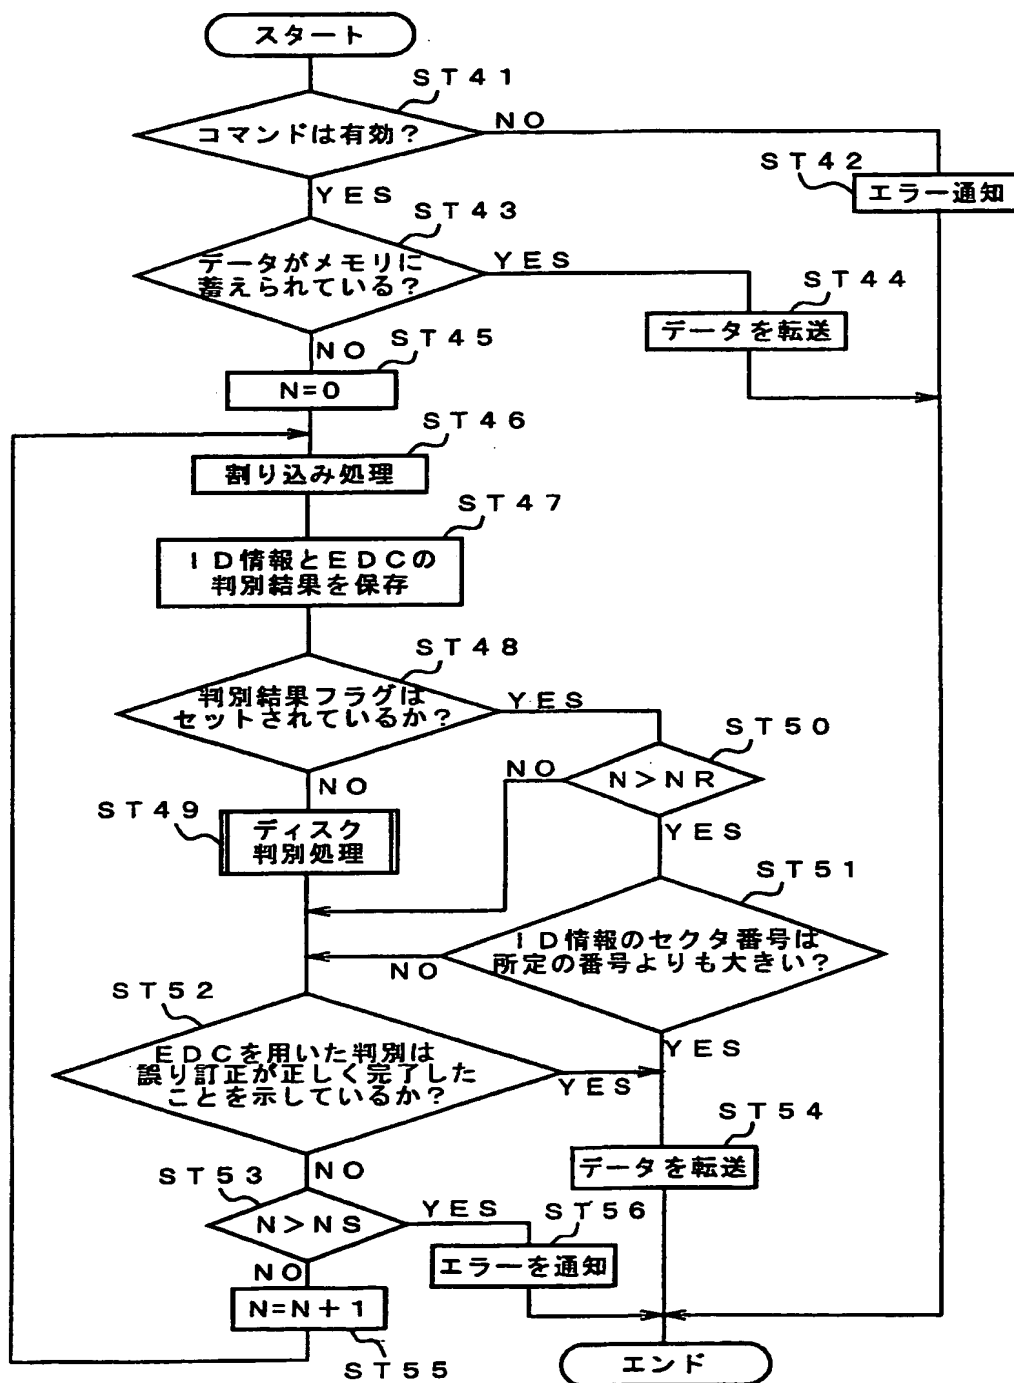 スタート
ST41
コマンドは有効?
NO
ST42
エラー通知
YES
ST43
データがメモリに
蓄えられている?
YES
ST44
データを転送
NO
ST45
N=0
ST46
割り込み処理
ST47
ID情報とEDCの
判別結果を保存
ST48
判別結果フラグは
セットされているか?
YES
ST50
N>NR
NO
NO
YES
ST49
ディスク
判別処理
ST51
ID情報のセクタ番号は
所定の番号よりも大きい?
NO
YES
ST52
EDCを用いた判別は
誤り訂正が正しく完了した
ことを示しているか?
YES
ST54
データを転送
NO
ST53
N>NS
YES
ST56
エラーを通知
NO
N=N+1
ST55
エンド